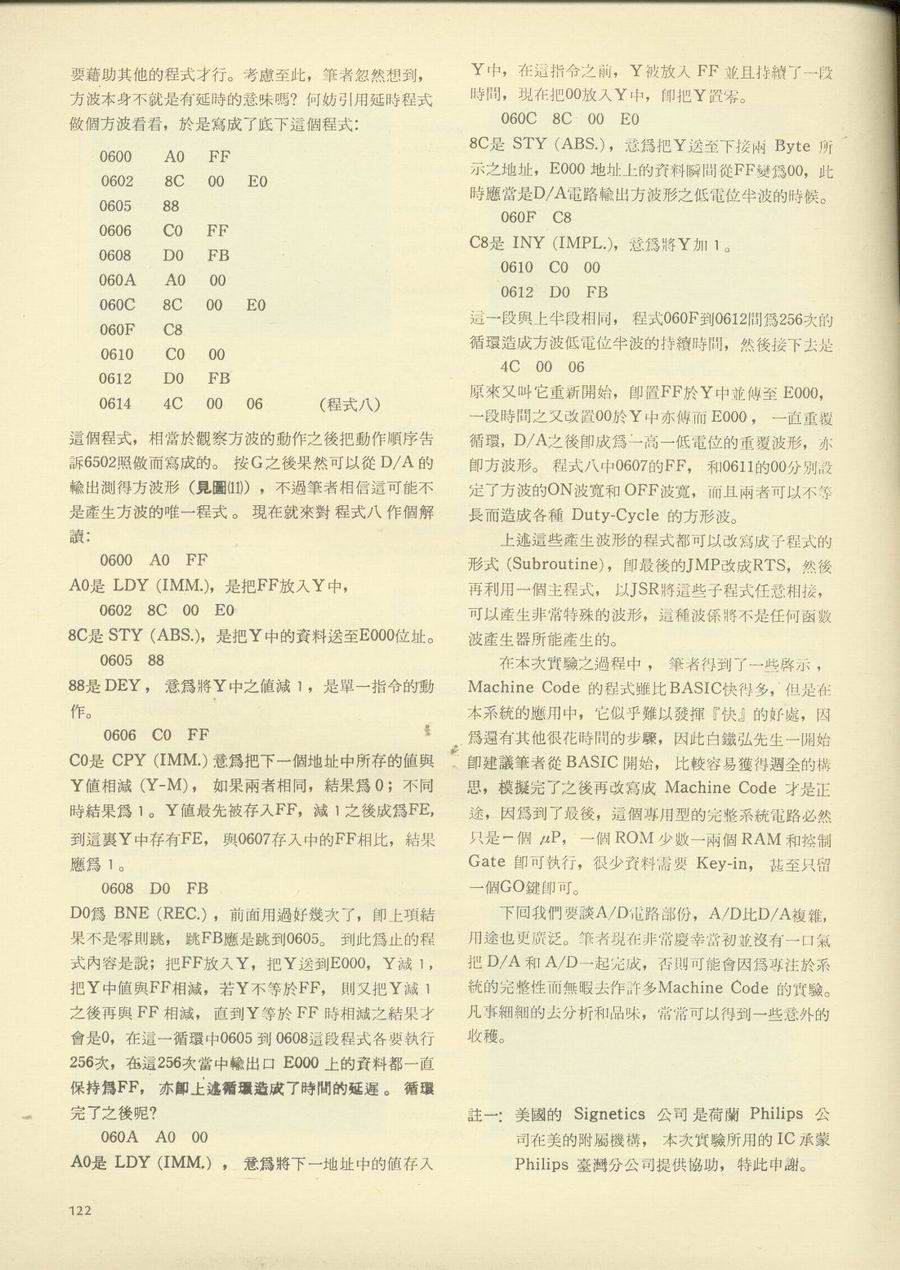 要藉助其他的程式才行。考慮至此，筆者忽然想到，
方波本身不就是有延時的意味嗎？何妨引用延時程式
做個方波看看，於是寫成了底下這個程式：
0600 A0 FF
0602 8C 00 E0
0605 88
0606 C0 FF
0608 D0 FB
060A A0 00
060C 8C 00 E0
060F C8
0610 C0 00
0612 D0 FB
0614 4C 00 06 （程式八）
這個程式，相當於觀察方波的動作之後把動作順序告
訴6502照做而寫成的。 按G之後果然可以從 D/A 的
輸出測得方波形（見圖⑾），不過筆者相信這可能不
是產生方波的唯一程式 。 現在就來對 程式八 作個解
讀：
0600 A0 FF
A0是 LDY (IMM.)，是把FF放入Y中，
0602 8C 00 E0
8C是 STY (ABS.)，是把Y中的資料送至E000位址。
0605 88
88是 DEY ， 意爲將Y中之値減 1 ，是單一指令的動
作。
0606 C0 FF
C0是 CPY (IMM.) 意爲把下一個地址中所存的値與
Y値相減 (Y-M)， 如果兩者相同，結果爲 0 ；不同
時結果爲 1 。Y値最先被存入FF，減 1 之後成爲FE，
到這裏Y中存有FE， 與0607存入中的FF相比，結果
應爲 1 。
0608 D0 FB
D0爲 BNE (REC.) ，前面用過好幾次了，卽上項結
果不是零則跳， 跳FB應是跳到0605。 到此爲止的程
式內容是說；把FF放入Y，把Y送到E000，Y減 1 ，
把Y中値與FF相減，若Y不等於FF， 則又把Y減 1
之後再與 FF 相減， 直到Y等於 FF 時相減之結果才
會是0，在這一循環中0605 到 0608這段程式各要執行
256次，在這256次當中輸出口 E000 上的資料都一直
保持爲FF， 亦卽上述循環造成了時間的延遲 。 循環
完了之後呢？
060A A0 00
A0是 LDY (IMM.) ， 意爲將下一地址中的値存入
Y中，在這指令之前，Y被放入 FF 並且持續了一段
時間，現在把00放入Y中，卽把Y置零。
060C 8C 00 E0
8C是 STY (ABS.)，意爲把Y送至下接兩 Byte 所
示之地址，E000 地址上的資料瞬間從FF變爲00，此
時應當是D/A電路輸出方波形之低電位半波的時候。
060F C8
C8是 INY (IMPL.)，意爲將Y加 1 。
0610 C0 00
0612 D0 FB
這一段與上半段相同， 程式060F到0612間爲256次的
循環造成方波低電位半波的持續時間，然後接下去是
4C 00 06
原來又叫它重新開始，卽置FF於Y中並傳至 E000，
一段時間之又改置00於Y中亦傳而 E000 ， 一直重覆
循環，D/A之後卽成爲一高一低電位的重覆波形，亦
卽方波形。 程式八中0607的FF， 和0611的00分別設
定了方波的ON波寬和 OFF波寬，而且兩者可以不等
長而造成各種 Duty-Cycle 的方形波。
上述這些產生波形的程式都可以改寫成子程式的
形式 (Subroutine)，卽最後的JMP改成RTS，然後
再利用一個主程式， 以JSR將這些子程式任意相接，
可以產生非常特殊的波形，這種波係將不是任何函數
波產生器所能產生的。
在本次實驗之過程中 ， 筆者得到了一些啓示 ，
Machine Code 的程式雖比BASIC快得多，但是在
本系統的應用中，它似乎難以發揮『快』的好處，因
爲還有其他很花時間的步驟，因此白鐵弘先生一開始
卽建議筆者從 BASIC 開始， 比較容易獲得週全的構
思，模擬完了之後再改寫成 Machine Code 才是正
途，因爲到了最後，這個專用型的完整系統電路必然
只是一個 μP， 一個 ROM 少數一兩個 RAM 和控制
Gate 卽可執行，很少資料需要 Key-in， 甚至只留
一個GO鍵卽可。
下回我們要談A/D電路部份，A/D比D/A複雜，
用途也更廣泛。筆者現在非常慶幸當初並沒有一口氣
把 D/A 和 A/D一起完成，否則可能會因爲專注於系
統的完整性而無暇去作許多Machine Code 的實驗。
凡事細細的去分析和品味，常常可以得到一些意外的
收穫。
註一：美國的 Signetics 公司 是荷蘭 Philips 公
司在美的附屬機構， 本次實驗所用的 IC 承蒙
Philips 臺灣分公司提供協助，特此申謝。
122